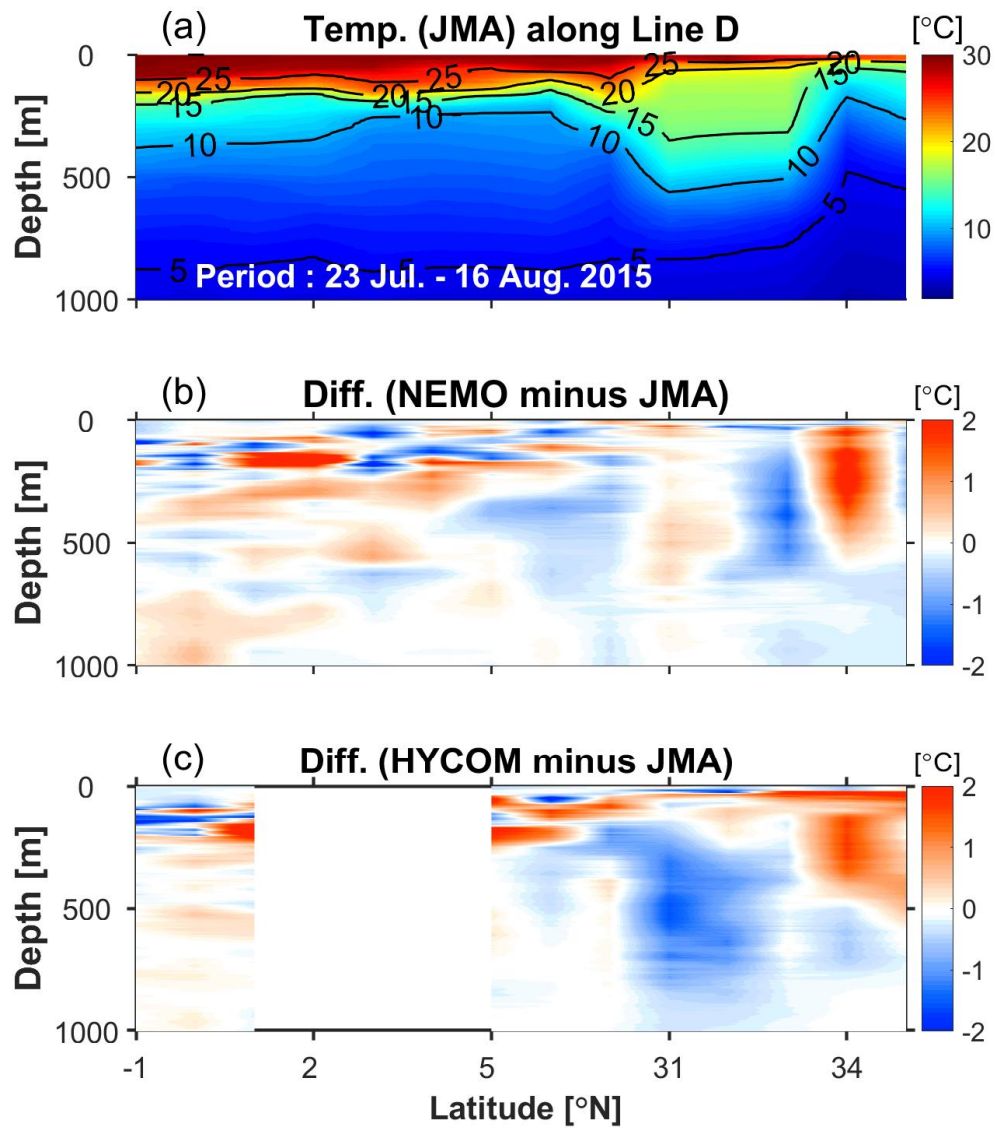 (a) Temp. (JMA) along Line D [°C]
0
500
1000
Depth [m]
25 25 25 20
20 20 20 15
15 15 15
10 10 10 10
5 5 5 5
Period : 23 Jul. - 16 Aug. 2015
30
20
10
(b) Diff. (NEMO minus JMA) [°C]
0
500
1000
Depth [m]
2
1
0
-1
-2
(c) Diff. (HYCOM minus JMA) [°C]
0
500
1000
Depth [m]
2
1
0
-1
-2
-1 2 5 31 34
Latitude [°N]